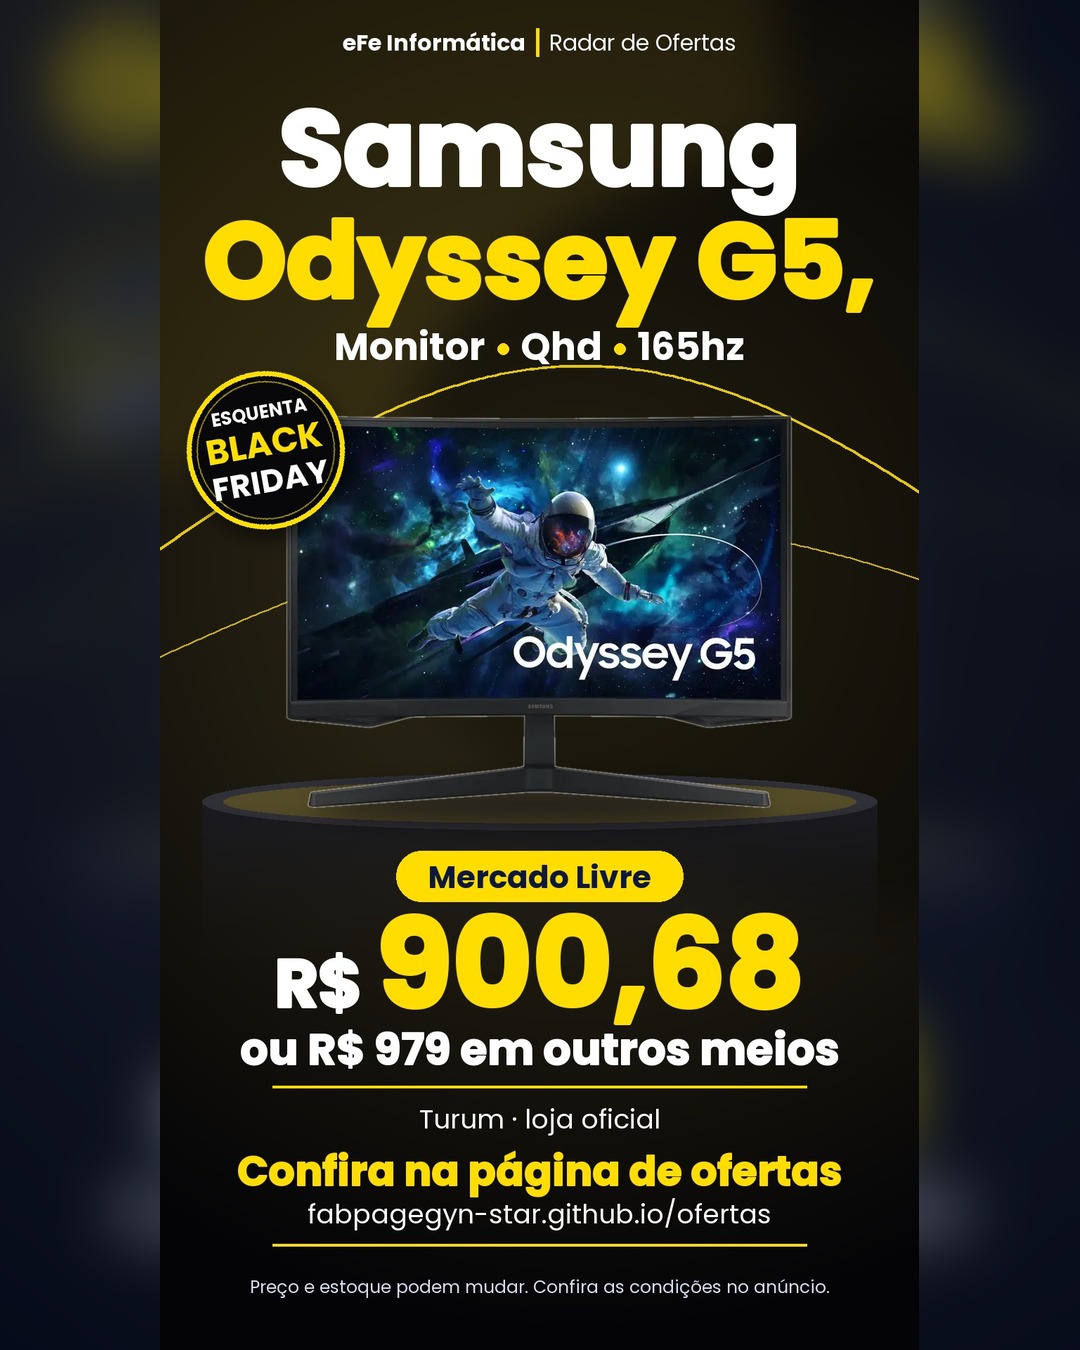 eFe Informática | Radar de Ofertas
Samsung
Odyssey G5,
Monitor • Qhd • 165hz
ESQUENTA
BLACK
FRIDAY
Odyssey G5
SAMSUNG
Mercado Livre
R$ 900,68
ou R$ 979 em outros meios
Turum · loja oficial
Confira na página de ofertas
fabpagegyn-star.github.io/ofertas
Preço e estoque podem mudar. Confira as condições no anúncio.